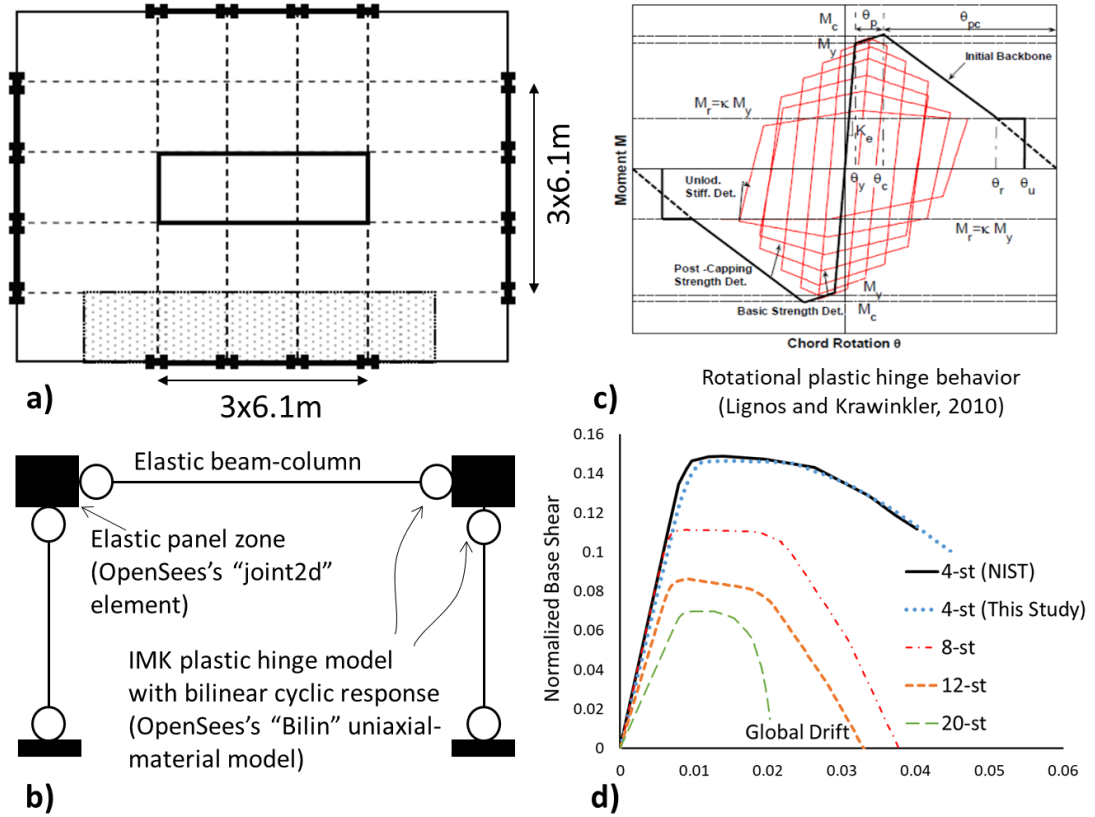 a)
3x6.1m
3x6.1m
Elastic beam-column
Elastic panel zone
(OpenSees's “joint2d”
element)
IMK plastic hinge model
with bilinear cyclic response
(OpenSees's “Bilin” uniaxial-
material model)
b)
Moment M
M_c
θ_p
θ_pc
M_y
Initial Backbone
M_r=κ M_y
K_e
θ_y
θ_c
θ_r
θ_u
Unlod.
Stiff. Det.
M_r=κ M_y
Post -Capping
Strength Det.
M_y
Basic Strength Det.
M_c
Chord Rotation θ
c)
Rotational plastic hinge behavior
(Lignos and Krawinkler, 2010)
Normalized Base Shear
0.16
0.14
0.12
0.1
0.08
0.06
0.04
0.02
0
4-st (NIST)
4-st (This Study)
8-st
12-st
20-st
Global Drift
0
0.01
0.02
0.03
0.04
0.05
0.06
d)